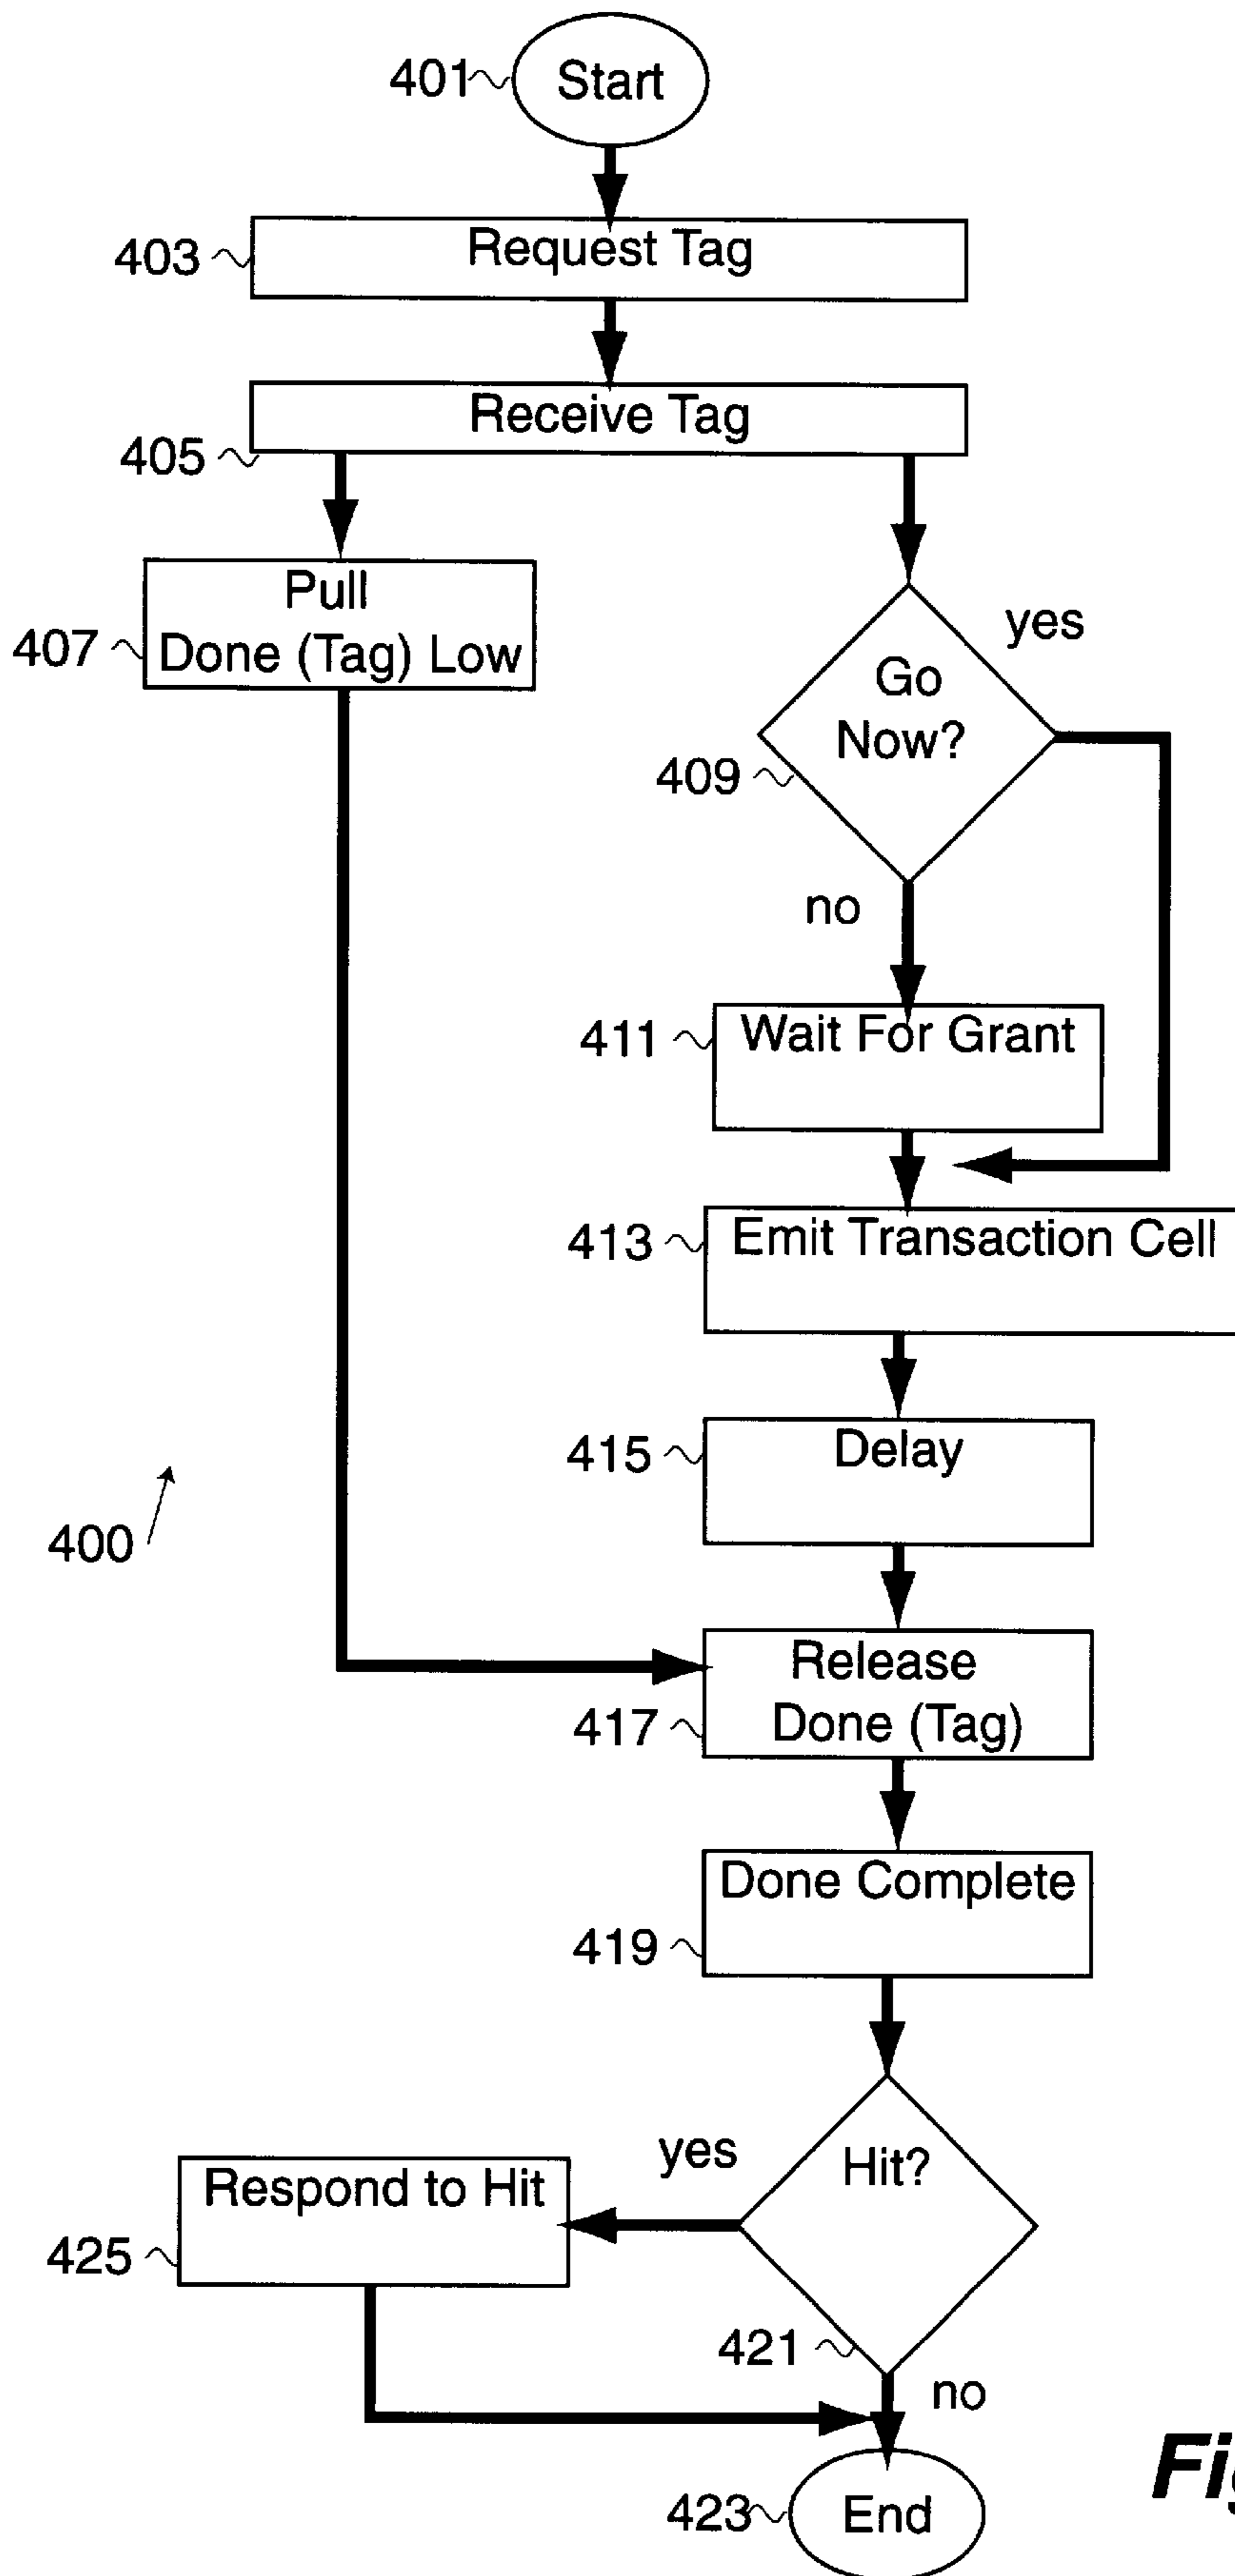 401
Start
403
Request Tag
405
Receive Tag
407
Pull
Done (Tag) Low
409
Go
Now?
yes
no
411
Wait For Grant
413
Emit Transaction Cell
415
Delay
400
417
Release
Done (Tag)
419
Done Complete
421
Hit?
yes
425
Respond to Hit
no
423
End